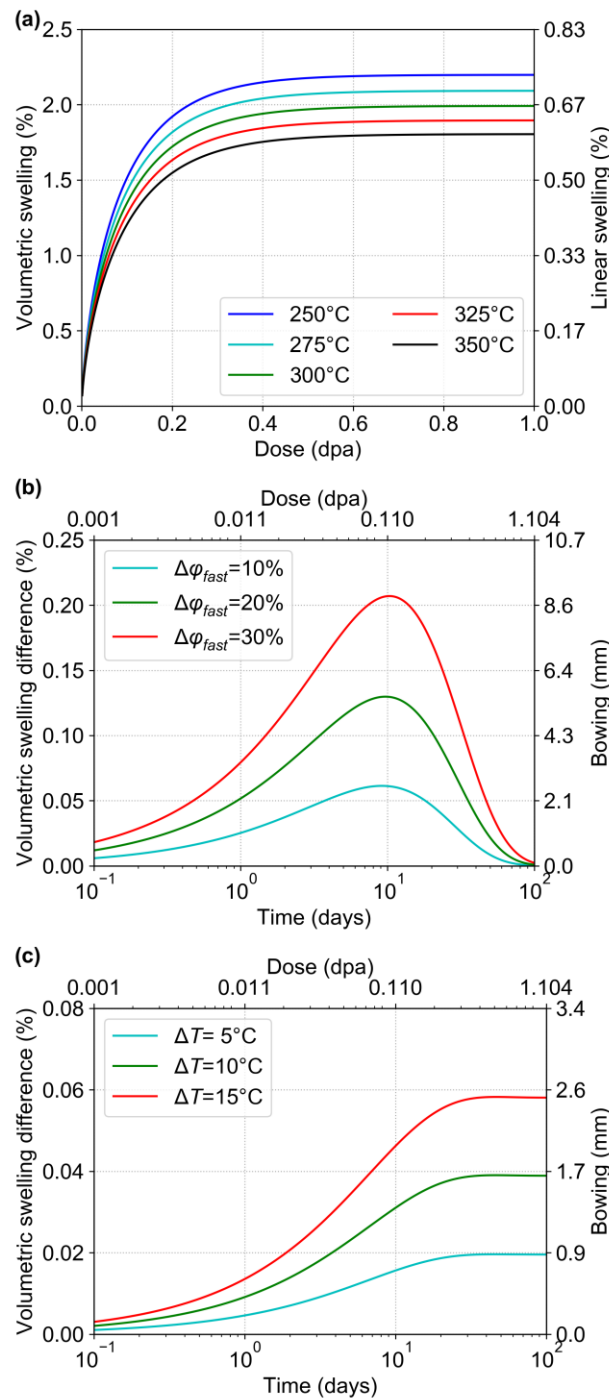 (a)
2.5
2.0
1.5
1.0
0.5
0.0
Volumetric swelling (%)
0.83
0.67
0.50
0.33
0.17
0.00
Linear swelling (%)
250°C
275°C
300°C
325°C
350°C
0.0 0.2 0.4 0.6 0.8 1.0
Dose (dpa)
(b)
Dose (dpa)
0.001 0.011 0.110 1.104
0.25
0.20
0.15
0.10
0.05
0.00
Volumetric swelling difference (%)
10.7
8.6
6.4
4.3
2.1
0.0
Bowing (mm)
Δφfast=10%
Δφfast=20%
Δφfast=30%
10⁻¹ 10⁰ 10¹ 10²
Time (days)
(c)
Dose (dpa)
0.001 0.011 0.110 1.104
0.08
0.06
0.04
0.02
0.00
Volumetric swelling difference (%)
3.4
2.6
1.7
0.9
0.0
Bowing (mm)
ΔT= 5°C
ΔT=10°C
ΔT=15°C
10⁻¹ 10⁰ 10¹ 10²
Time (days)